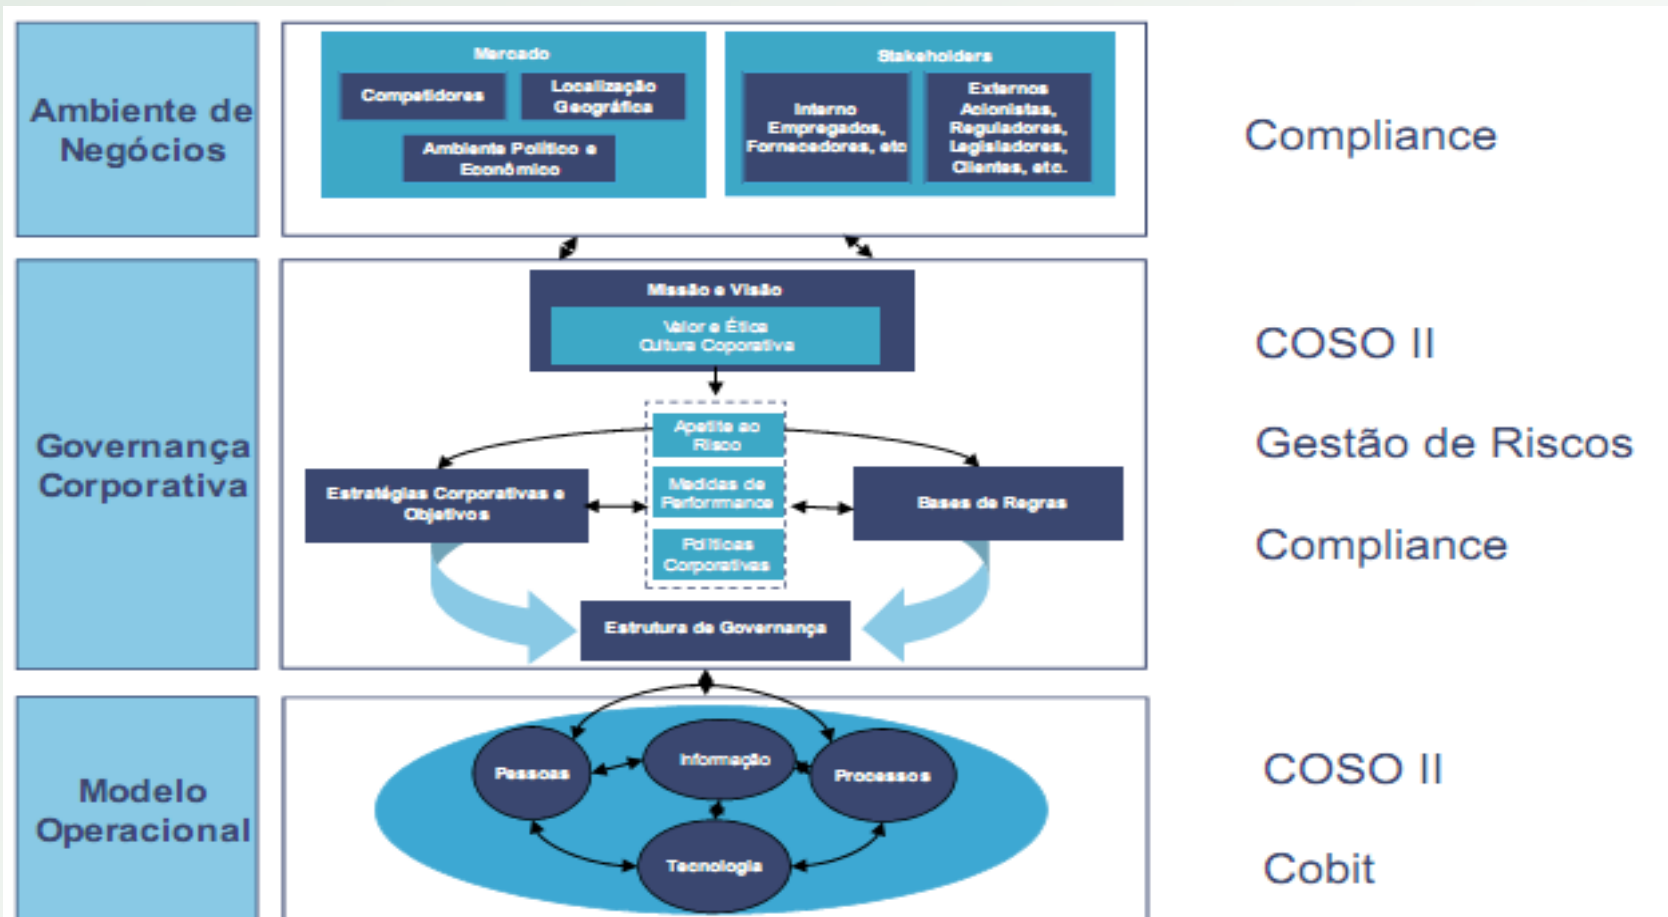 Ambiente de
Negócios
Mercado
Competidores
Localização
Geográfica
Ambiente Político e
Econômico
Stakeholders
Interno
Empregados,
Fornecedores, etc
Externos
Acionistas,
Reguladores,
Legisladores,
Clientes, etc.
Compliance
Governança
Corporativa
Missão e Visão
Valor e Ética
Cultura Coporativa
Apetite ao
Risco
Estratégias Corporativas e
Objetivos
Medidas de
Performmance
Bases de Regras
Políticas
Corporativas
Estrutura de Governança
COSO II
Gestão de Riscos
Compliance
Modelo
Operacional
Pessoas
Informação
Processos
Tecnologia
COSO II
Cobit